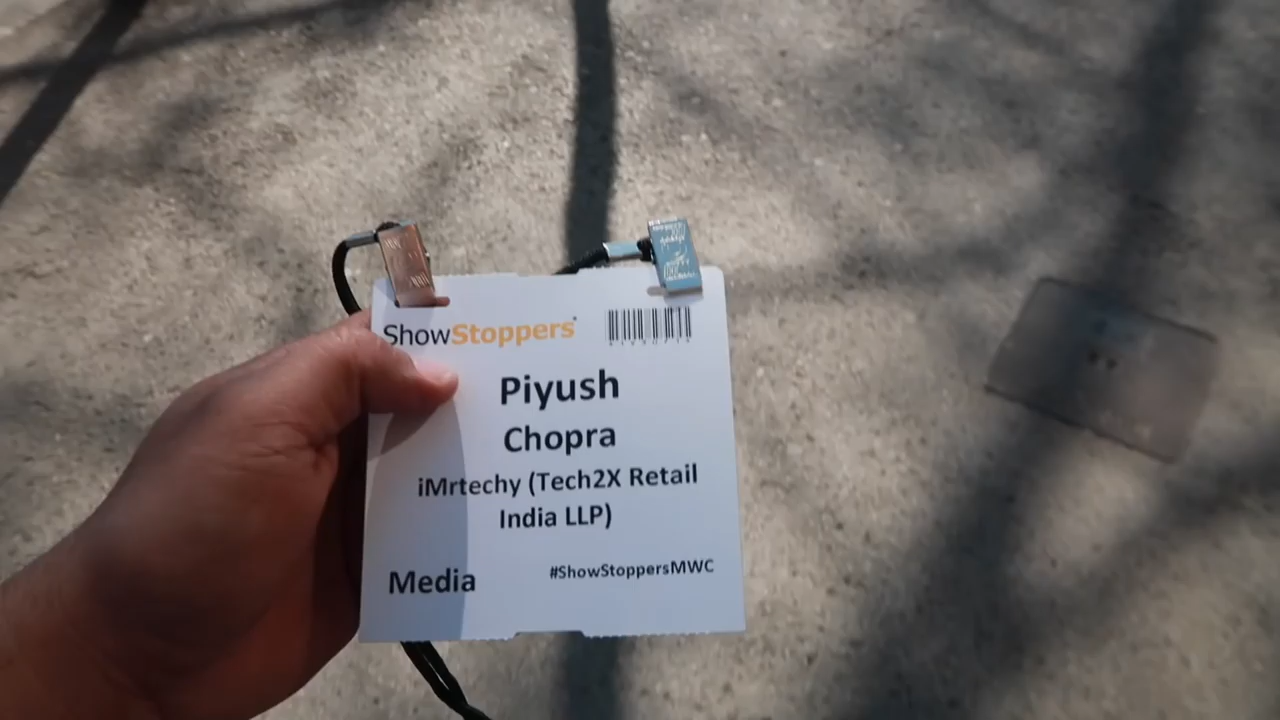 ShowStoppers
Piyush
Chopra
iMrtechy (Tech2X Retail
India LLP)
Media
#ShowStoppersMWC